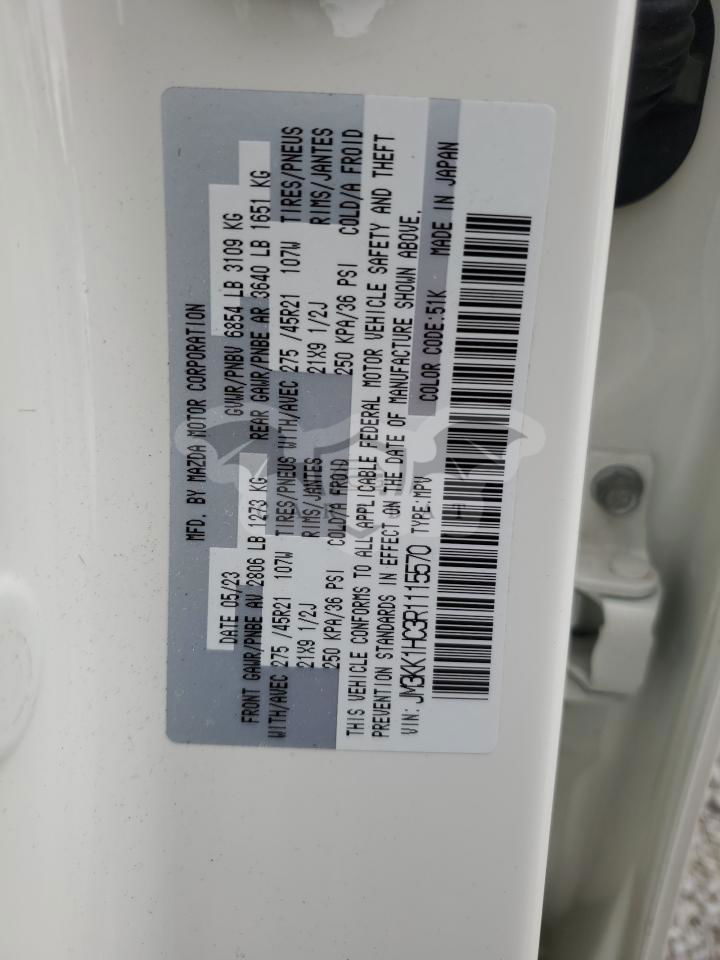 MFD. BY MAZDA MOTOR CORPORATION
DATE 05/23 GVWR/PNBV 6854 LB 3109 KG
FRONT GAWR/PNBE AV 2806 LB 1273 KG REAR GAWR/PNBE AR 3640 LB 1651 KG
WITH/AVEC 275 /45R21 107W TIRES/PNEUS WITH/AVEC 275 /45R21 107W TIRES/PNEUS
21X9 1/2J RIMS/JANTES 21X9 1/2J RIMS/JANTES
250 KPA/36 PSI COLD/A FROID 250 KPA/36 PSI COLD/A FROID
THIS VEHICLE CONFORMS TO ALL APPLICABLE FEDERAL MOTOR VEHICLE SAFETY AND THEFT
PREVENTION STANDARDS IN EFFECT ON THE DATE OF MANUFACTURE SHOWN ABOVE.
VIN: JM3KK1HC3R1115570 TYPE:MPV COLOR CODE:51K MADE IN JAPAN